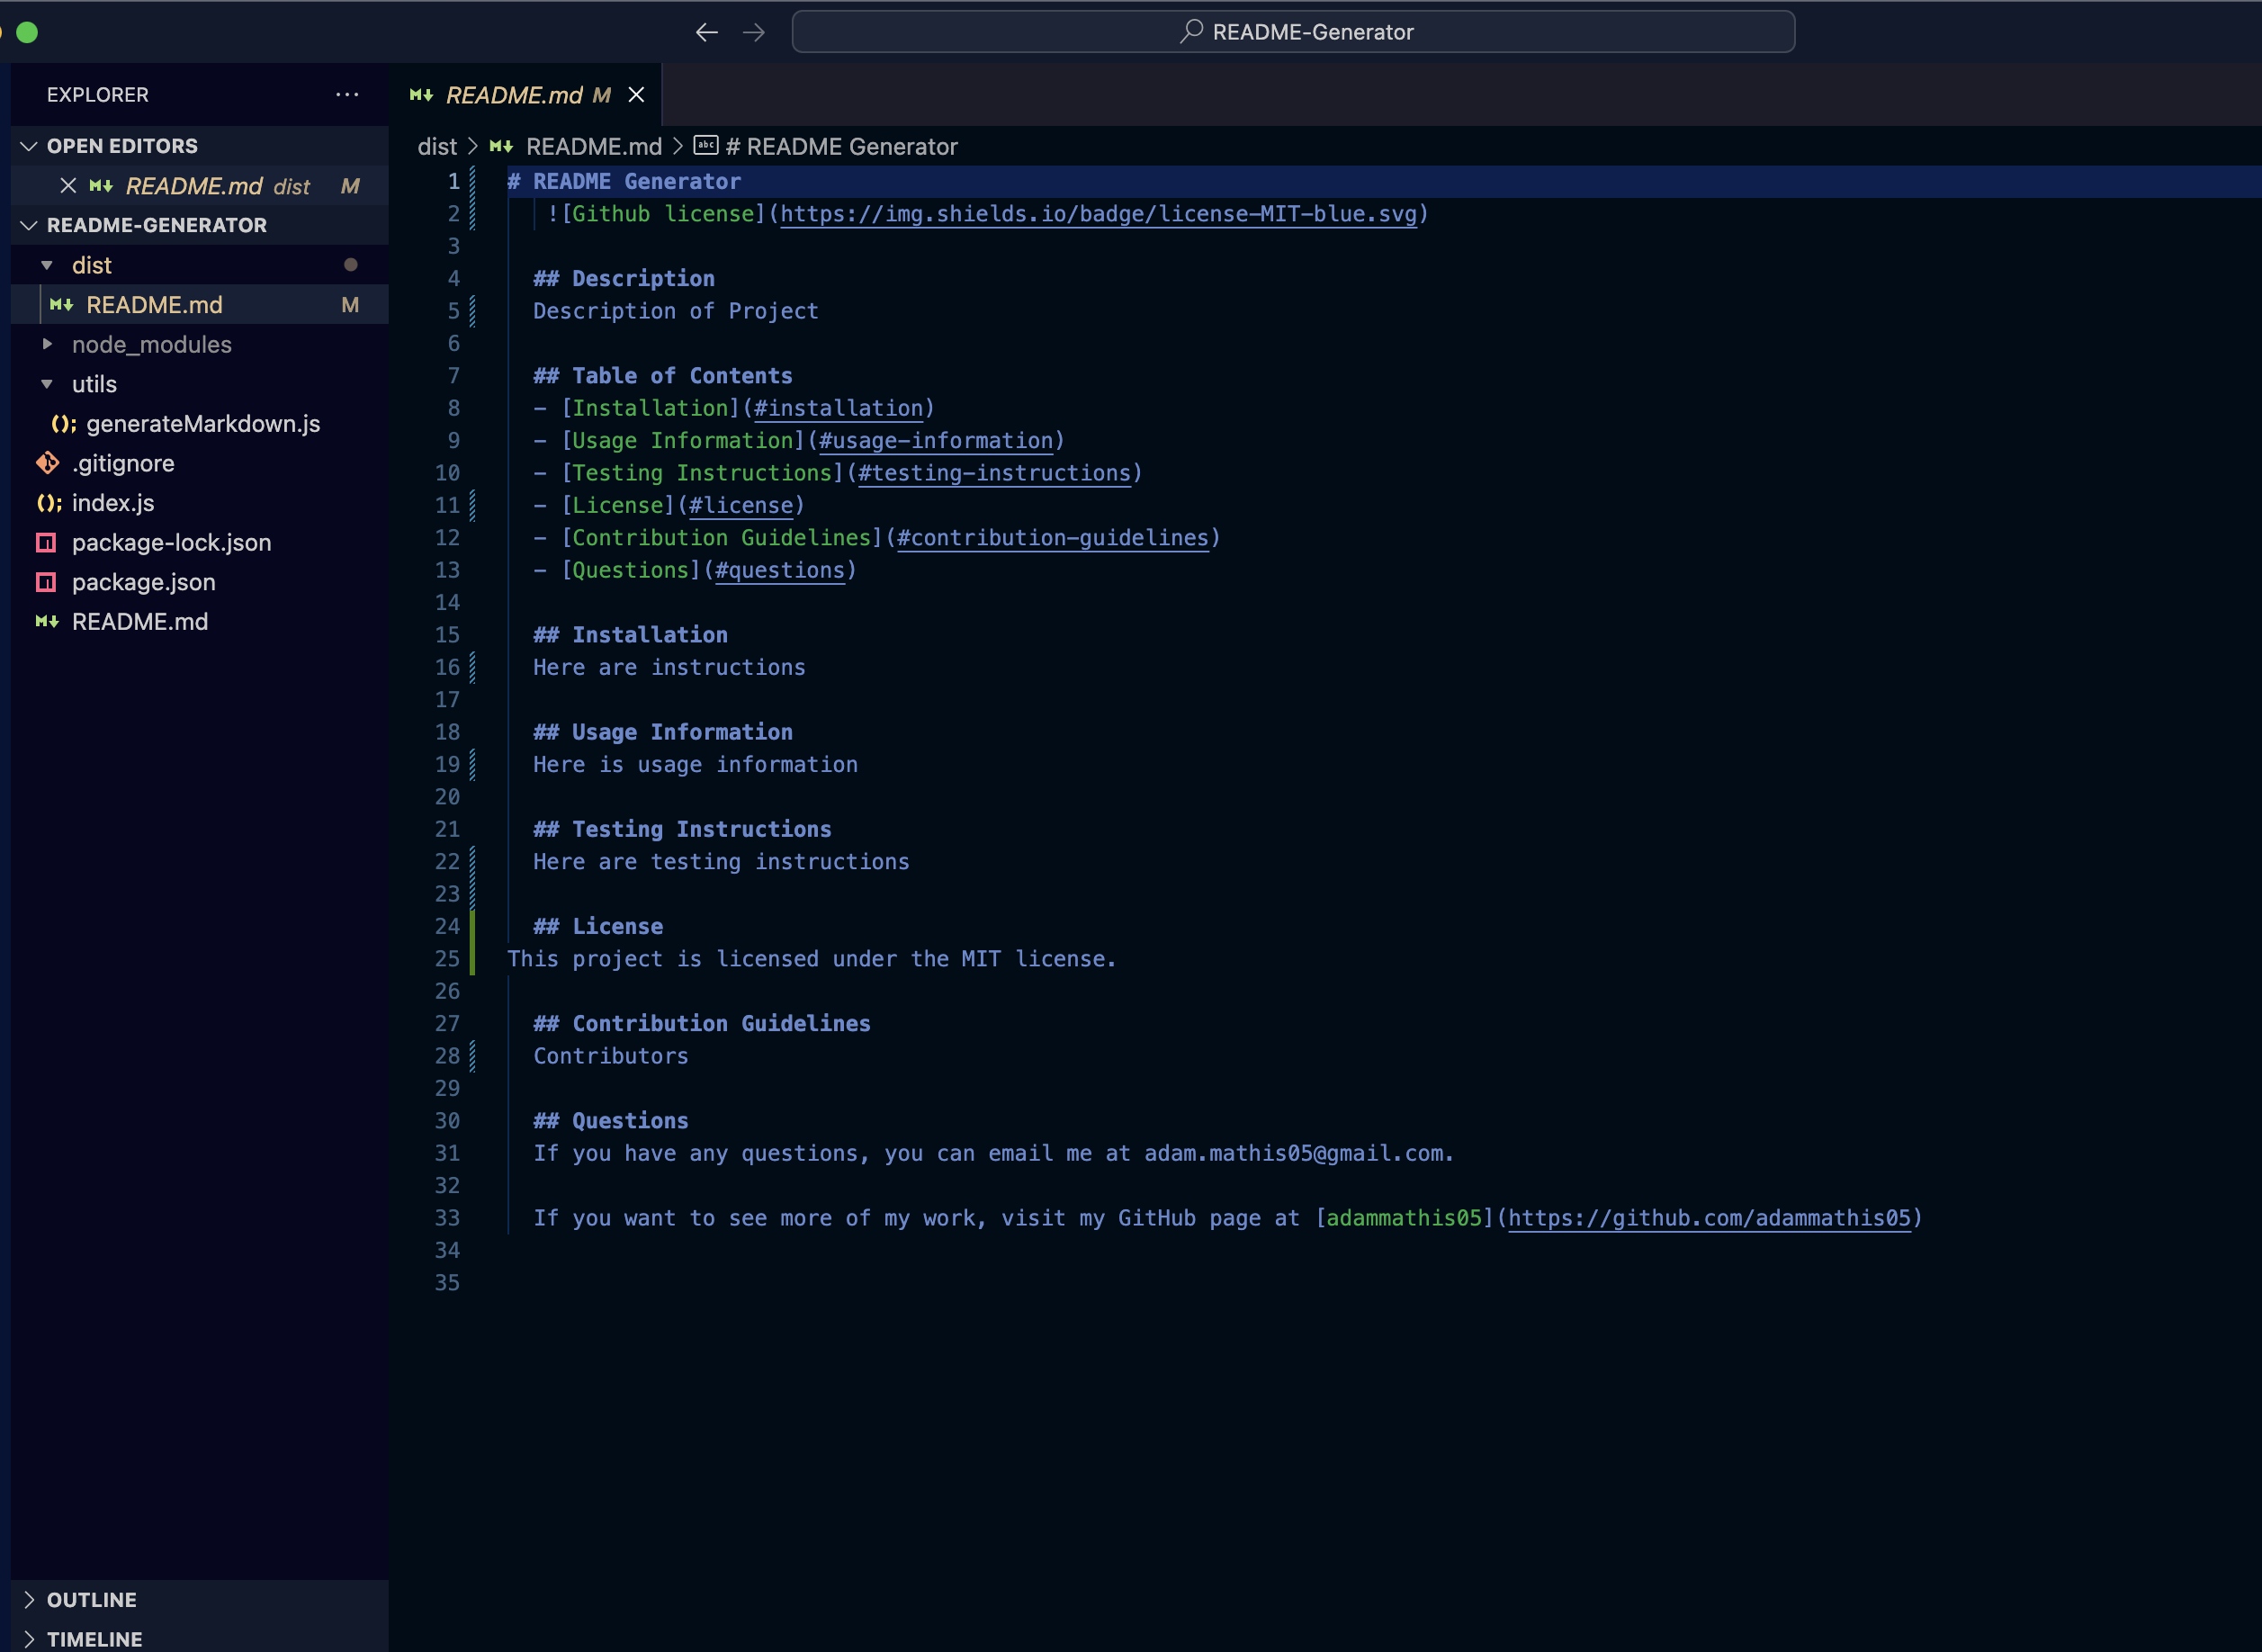 README-Generator
EXPLORER ···
OPEN EDITORS
README.md dist M
README-GENERATOR
dist
README.md M
node_modules
utils
generateMarkdown.js
.gitignore
index.js
package-lock.json
package.json
README.md
OUTLINE
TIMELINE
README.md M
dist > README.md > abc # README Generator
1 # README Generator
2 ![Github license](https://img.shields.io/badge/license-MIT-blue.svg)
3
4 ## Description
5 Description of Project
6
7 ## Table of Contents
8 - [Installation](#installation)
9 - [Usage Information](#usage-information)
10 - [Testing Instructions](#testing-instructions)
11 - [License](#license)
12 - [Contribution Guidelines](#contribution-guidelines)
13 - [Questions](#questions)
14
15 ## Installation
16 Here are instructions
17
18 ## Usage Information
19 Here is usage information
20
21 ## Testing Instructions
22 Here are testing instructions
23
24 ## License
25 This project is licensed under the MIT license.
26
27 ## Contribution Guidelines
28 Contributors
29
30 ## Questions
31 If you have any questions, you can email me at adam.mathis05@gmail.com.
32
33 If you want to see more of my work, visit my GitHub page at [adammathis05](https://github.com/adammathis05)
34
35